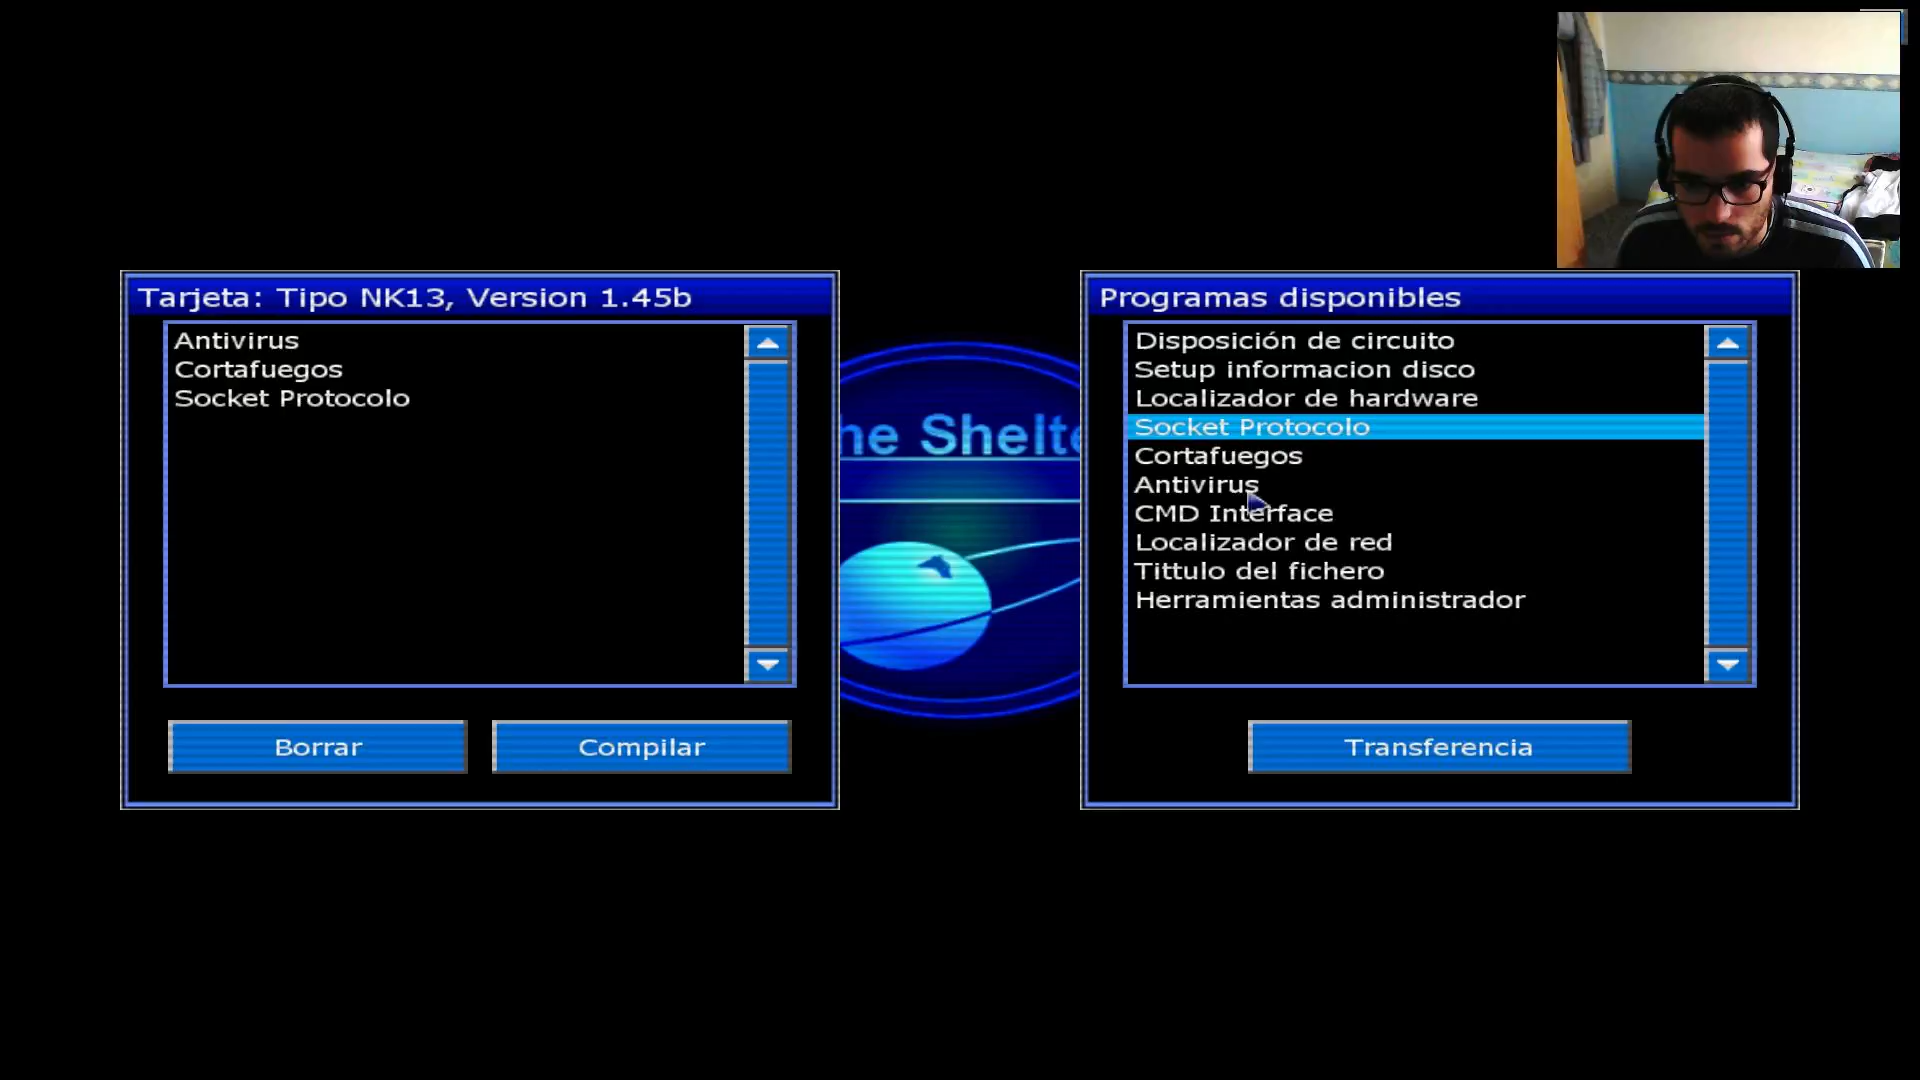 Tarjeta: Tipo NK13, Version 1.45b
Antivirus
Cortafuegos
Socket Protocolo
Borrar
Compilar
he Shelte
Programas disponibles
Disposición de circuito
Setup informacion disco
Localizador de hardware
Socket Protocolo
Cortafuegos
Antivirus
CMD Interface
Localizador de red
Tittulo del fichero
Herramientas administrador
Transferencia